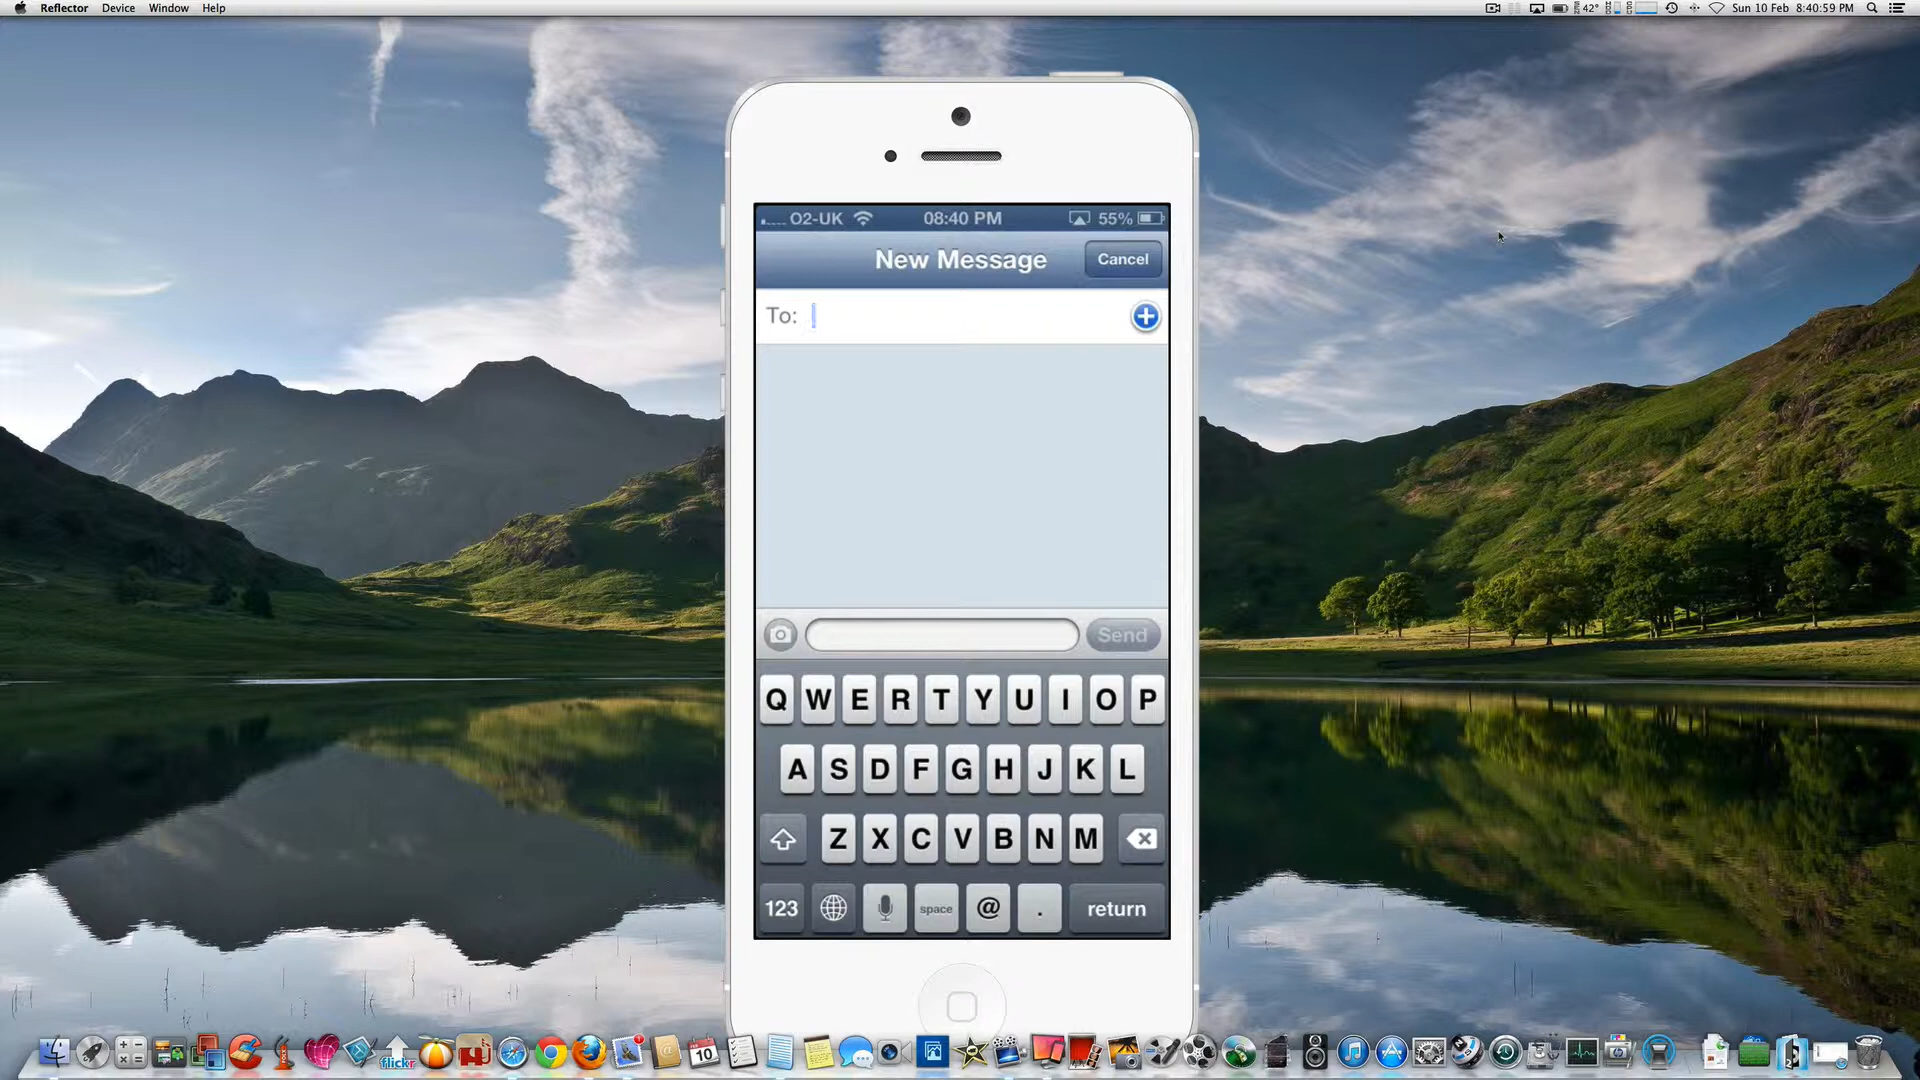 Reflector Device Window Help
42° Sun 10 Feb 8:40:59 PM
O2-UK 08:40 PM 55%
New Message Cancel
To:
Send
Q W E R T Y U I O P
A S D F G H J K L
Z X C V B N M
123 space @ . return
flickr 10